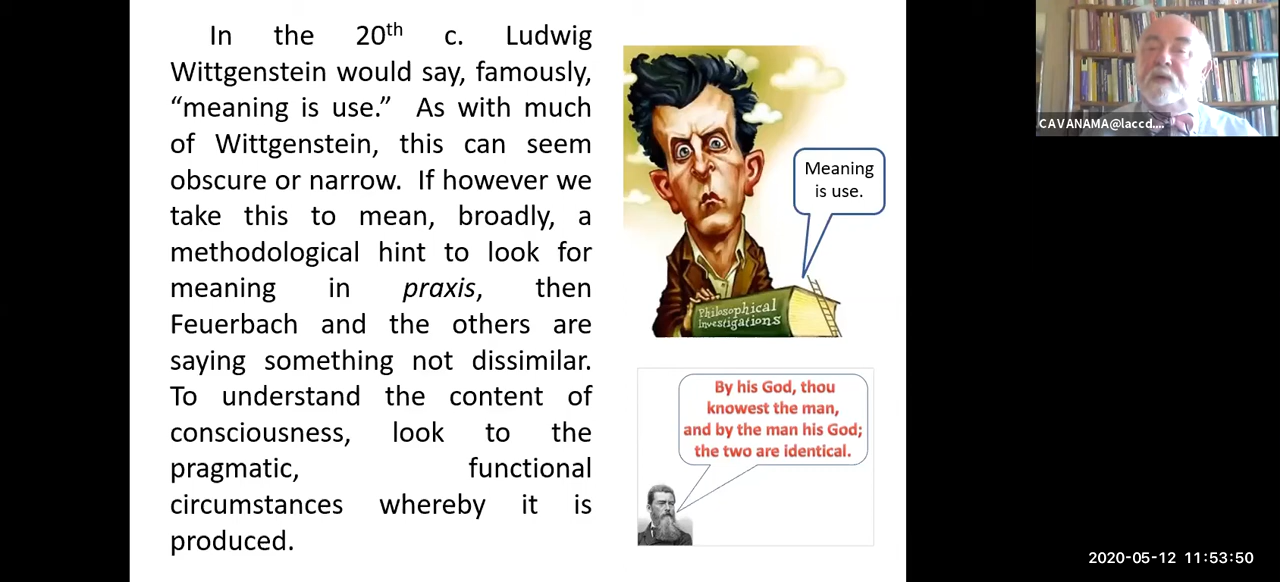 In the 20th c. Ludwig
Wittgenstein would say, famously,
“meaning is use.” As with much
of Wittgenstein, this can seem
obscure or narrow. If however we
take this to mean, broadly, a
methodological hint to look for
meaning in praxis, then
Feuerbach and the others are
saying something not dissimilar.
To understand the content of
consciousness, look to the
pragmatic, functional
circumstances whereby it is
produced.
Meaning
is use.
Philosophical
Investigations
By his God, thou
knowest the man,
and by the man his God;
the two are identical.
CAVANAMA@laccd....
2020-05-12 11:53:50